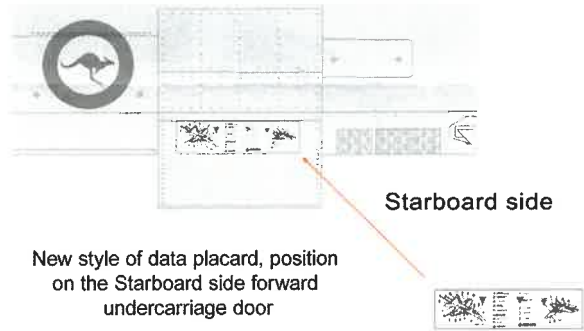 Starboard side
New style of data placard, position
on the Starboard side forward
undercarriage door